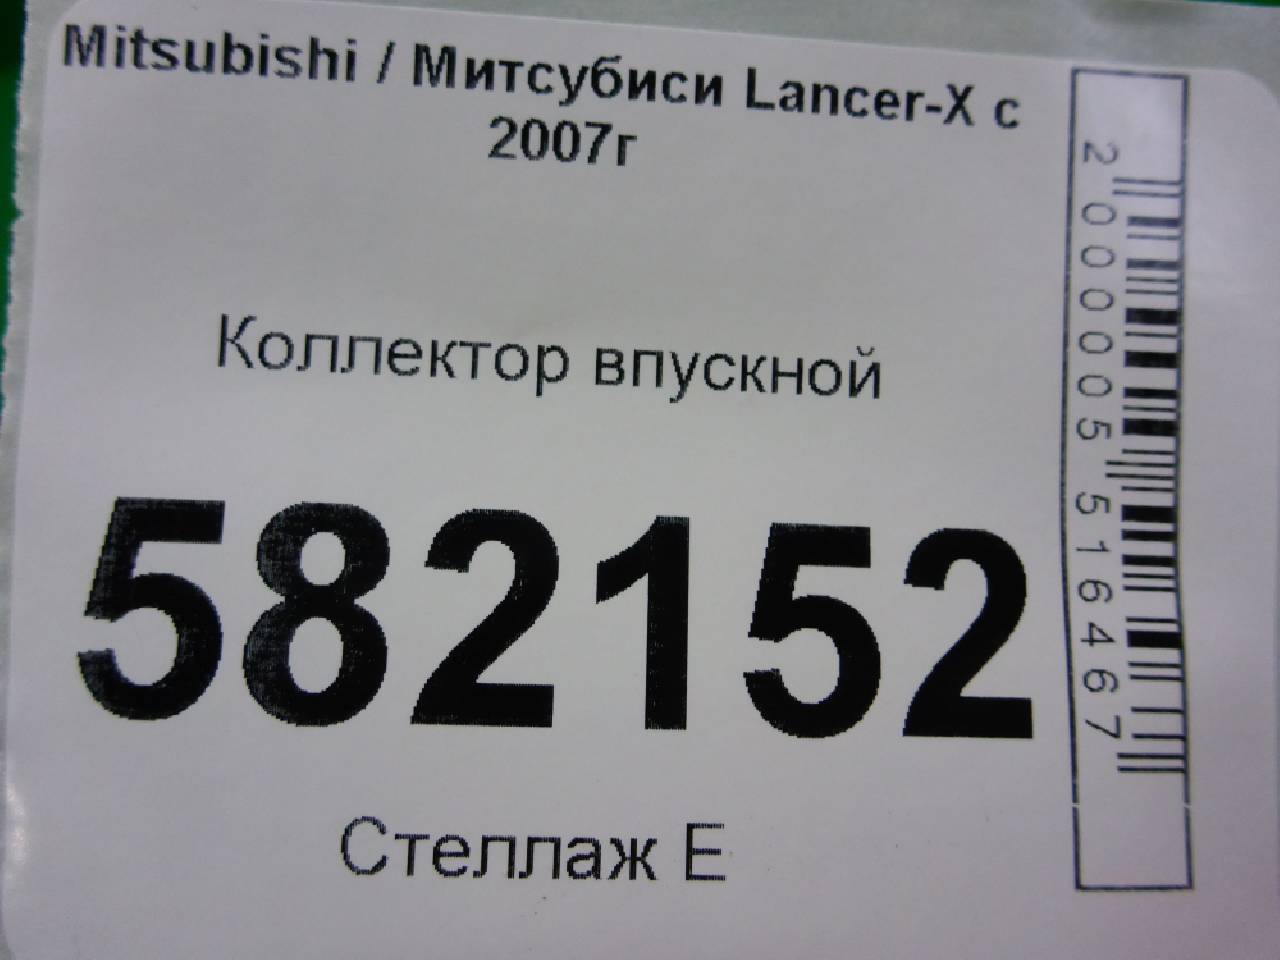 Mitsubishi / Митсубиси Lancer-X с
2007г
Коллектор впускной
582152
Стеллаж Е
2000005516467